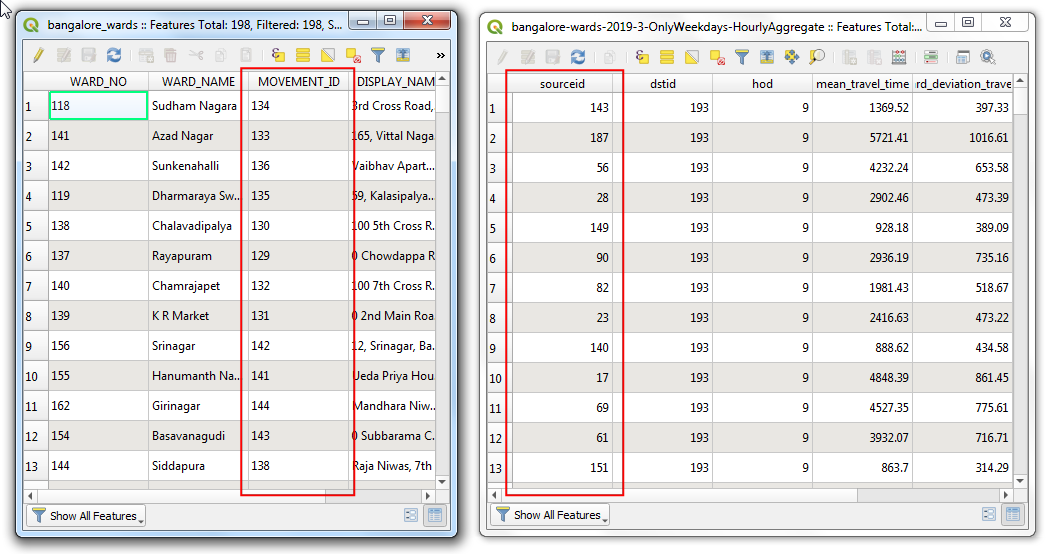 bangalore_wards :: Features Total: 198, Filtered: 198, S...
»
WARD_NO WARD_NAME MOVEMENT_ID DISPLAY_NAM
1 118 Sudham Nagara 134 3rd Cross Road,
2 141 Azad Nagar 133 165, Vittal Naga
3 142 Sunkenahalli 136 Vaibhav Apart...
4 119 Dharmaraya Sw... 135 59, Kalasipalya...
5 138 Chalavadipalya 130 100 5th Cross R.
6 137 Rayapuram 129 0 Chowdappa R
7 140 Chamrajapet 132 100 7th Cross R.
8 139 K R Market 131 0 2nd Main Roa.
9 156 Srinagar 142 12, Srinagar, Ba.
10 155 Hanumanth Na... 141 Ueda Priya Hou.
11 162 Girinagar 144 Mandhara Niw...
12 154 Basavanagudi 143 0 Subbarama C.
13 144 Siddapura 138 Raja Niwas, 7th
Show All Features
bangalore-wards-2019-3-OnlyWeekdays-HourlyAggregate :: Features Total:...
sourceid dstid hod mean_travel_time rd_deviation_trave
1 143 193 9 1369.52 397.33
2 187 193 9 5721.41 1016.61
3 56 193 9 4232.24 653.58
4 28 193 9 2902.46 473.39
5 149 193 9 928.18 389.09
6 90 193 9 2936.19 735.16
7 82 193 9 1981.43 518.67
8 23 193 9 2416.63 473.22
9 140 193 9 888.62 434.58
10 17 193 9 4848.39 861.45
11 69 193 9 4527.35 775.61
12 61 193 9 3932.07 716.71
13 151 193 9 863.7 314.29
Show All Features